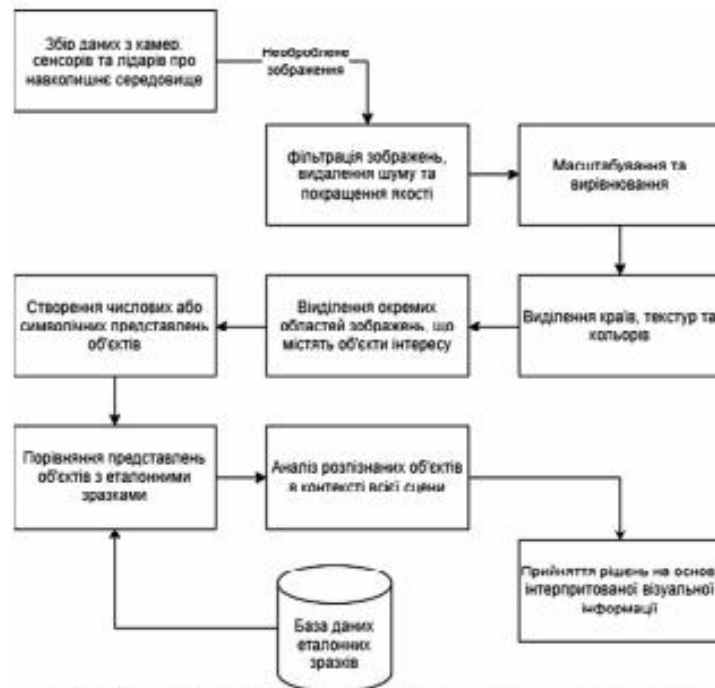 Збір даних з камер,
сенсорів та лідарів про
навколишнє середовище
Необроблене
зображення
фільтрація зображень,
видалення шуму та
покращення якості
Масштабування та
вирівнювання
Створення числових або
символічних представлень
об'єктів
Віиділення окремих
областей зображень, що
містять об'єкти інтересу
Виділення країв, текстур та
кольорів
Порівняння представлень
об'єктів з еталонними
зразками
Аналіз розпізнаних об'єктів
в контексті всієї сцени
Прийняття рішень на основ
інтерпритованої візуальної
інформації
База даних
еталонних
зразків